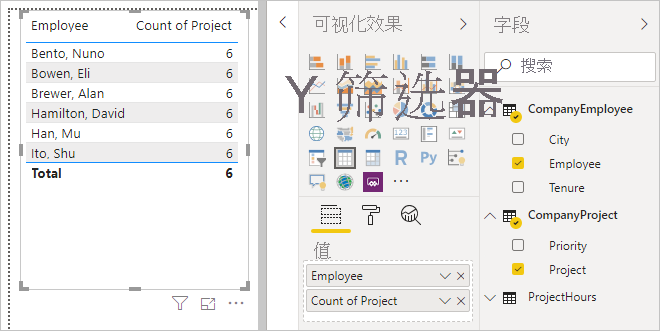 Employee Count of Project
Bento, Nuno 6
Bowen, Eli 6
Brewer, Alan 6
Hamilton, David 6
Han, Mu 6
Ito, Shu 6
Total 6
可视化效果
Y 筛选器
R Py
值
Employee
Count of Project
字段
搜索
CompanyEmployee
City
Employee
Tenure
CompanyProject
Priority
Project
ProjectHours